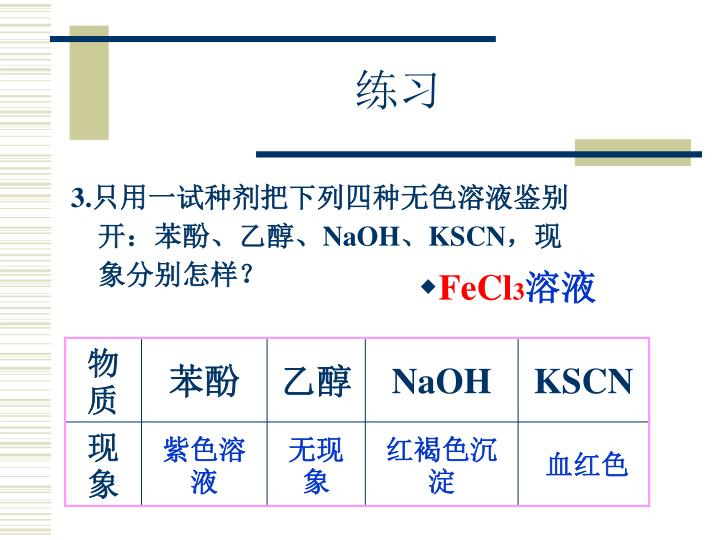 练习
3.只用一试种剂把下列四种无色溶液鉴别
开：苯酚、乙醇、NaOH、KSCN，现
象分别怎样？
FeCl3溶液
物质 苯酚 乙醇 NaOH KSCN
现象 紫色溶液 无现象 红褐色沉淀 血红色